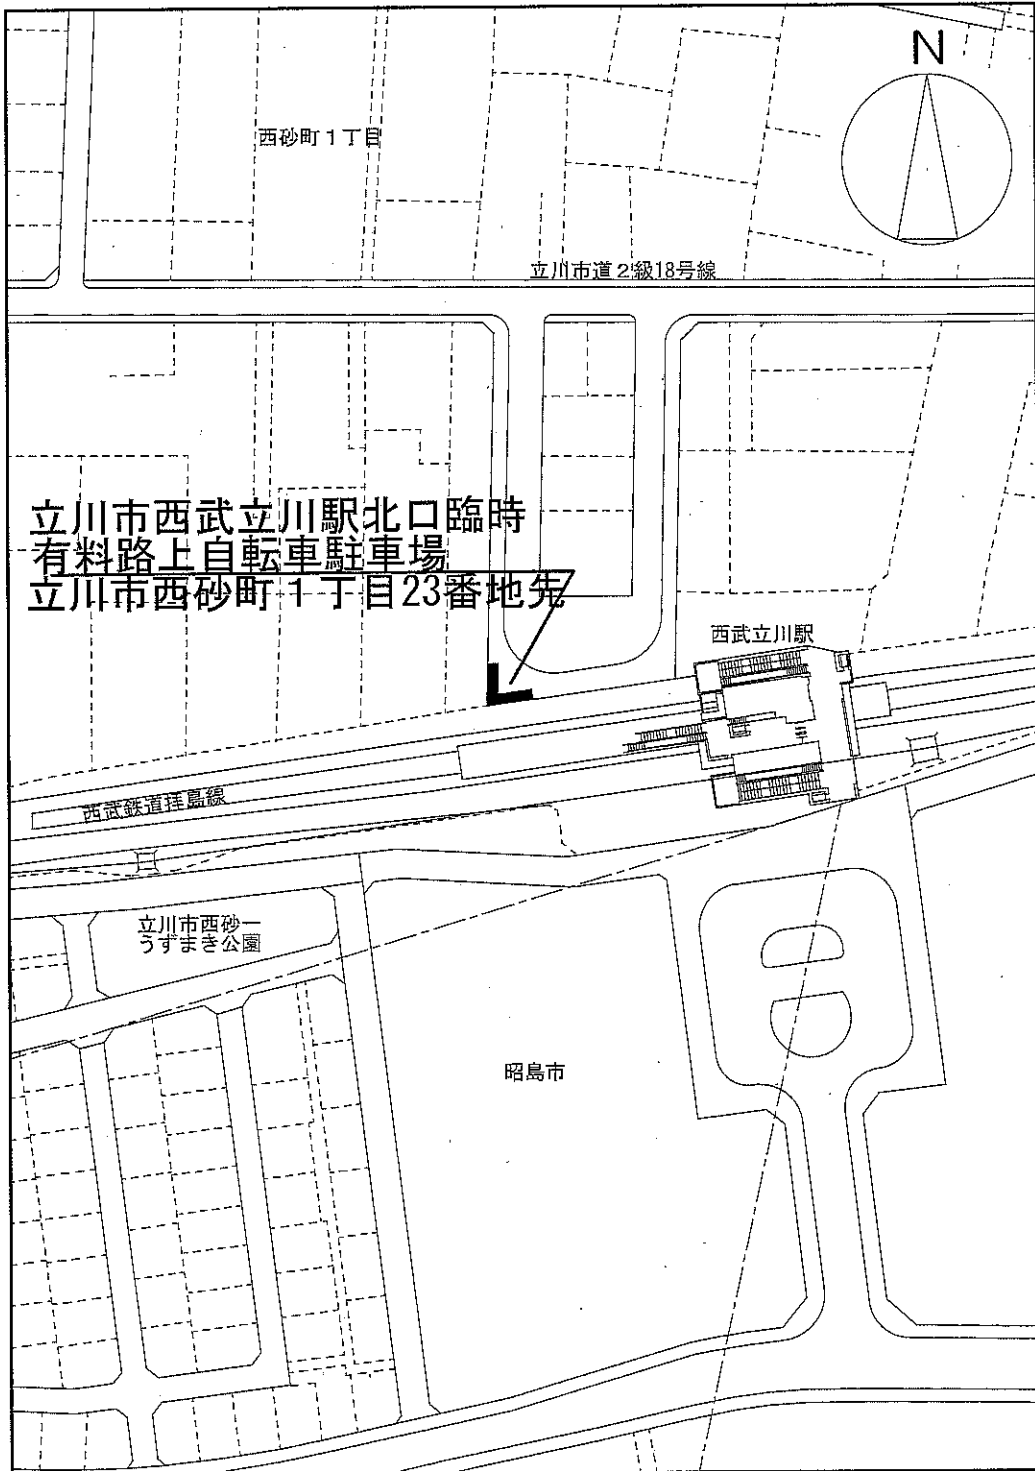 N
西砂町1丁目
立川市道2級18号線
立川市西武立川駅北口臨時
有料路上自転車駐車場
立川市西砂町1丁目23番地先
西武立川駅
西武鉄道拝島線
立川市西砂一
うずまき公園
昭島市